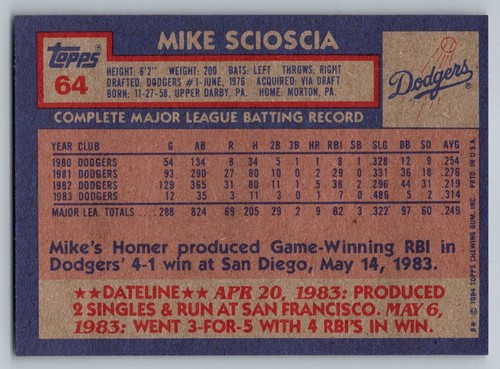 Topps
64
MIKE SCIOSCIA
HEIGHT: 6'2" WEIGHT: 200 BATS: LEFT THROWS: RIGHT
DRAFTED: DODGERS #1-JUNE, 1976 ACQUIRED: VIA DRAFT
BORN: 11-27-58, UPPER DARBY, PA. HOME: MORTON, PA.
Dodgers
COMPLETE MAJOR LEAGUE BATTING RECORD
YEAR CLUB G AB R H 2B 3B HR RBI SB SLG BB SO AVG
1980 DODGERS 54 134 8 34 5 1 1 8 1 .328 12 9 .254
1981 DODGERS 93 290 27 80 10 0 2 29 0 .331 36 18 .276
1982 DODGERS -129 365 31 80 11 1 5 38 2 .296 44 31 .219
1983 DODGERS 12 35 3 11 3 0 1 7 0 .486 5 2 .314
MAJOR LEA. TOTALS..... 288 824 69 205 29 2 9 82 3 .322 97 60 .249
Mike's Homer produced Game-Winning RBI in
Dodgers' 4-1 win at San Diego, May 14, 1983.
★★DATELINE★★ APR 20, 1983: PRODUCED
2 SINGLES & RUN AT SAN FRANCISCO. MAY 6,
1983: WENT 3-FOR-5 WITH 4 RBI'S IN WIN.
© 1984 TOPPS CHEWING GUM, INC. PRTD. IN U.S.A.